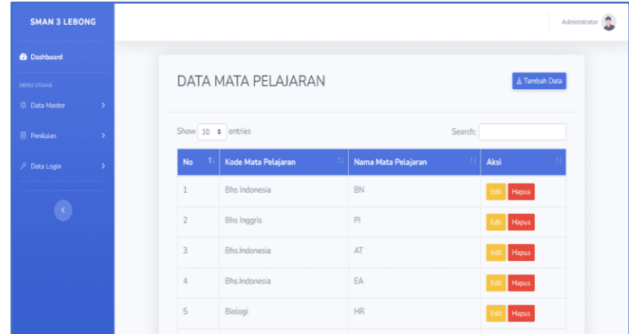 SMAN 3 LEBONG
Administrator
Dashboard
MENU UTAMA
Data Master
Penilaian
Data Login
DATA MATA PELAJARAN
Tambah Data
Show 10 entries
Search:
No Kode Mata Pelajaran Nama Mata Pelajaran Aksi
1 Bhs Indonesia BN Edit Hapus
2 Bhs Inggris PI Edit Hapus
3 Bhs.Indonesia AT Edit Hapus
4 Bhs.Indonesia EA Edit Hapus
5 Biologi HR Edit Hapus